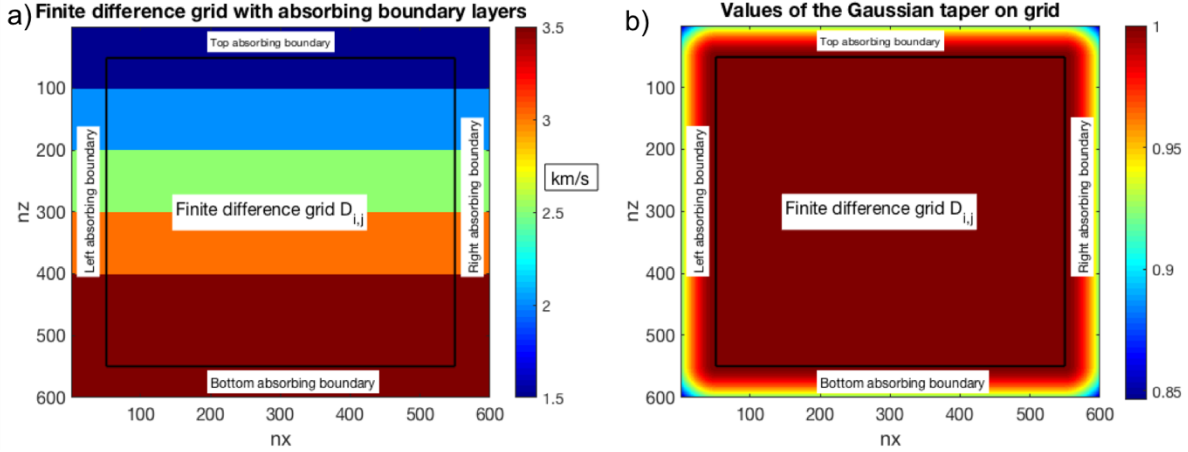 a) Finite difference grid with absorbing boundary layers
Top absorbing boundary
Left absorbing boundary
Right absorbing boundary
Finite difference grid D_{i,j}
Bottom absorbing boundary
100
200
300
400
500
600
nz
100 200 300 400 500 600
nx
3.5
3
km/s
2.5
2
1.5
b) Values of the Gaussian taper on grid
Top absorbing boundary
Left absorbing boundary
Right absorbing boundary
Finite difference grid D_{i,j}
Bottom absorbing boundary
100
200
300
400
500
600
nz
100 200 300 400 500 600
nx
1
0.95
0.9
0.85